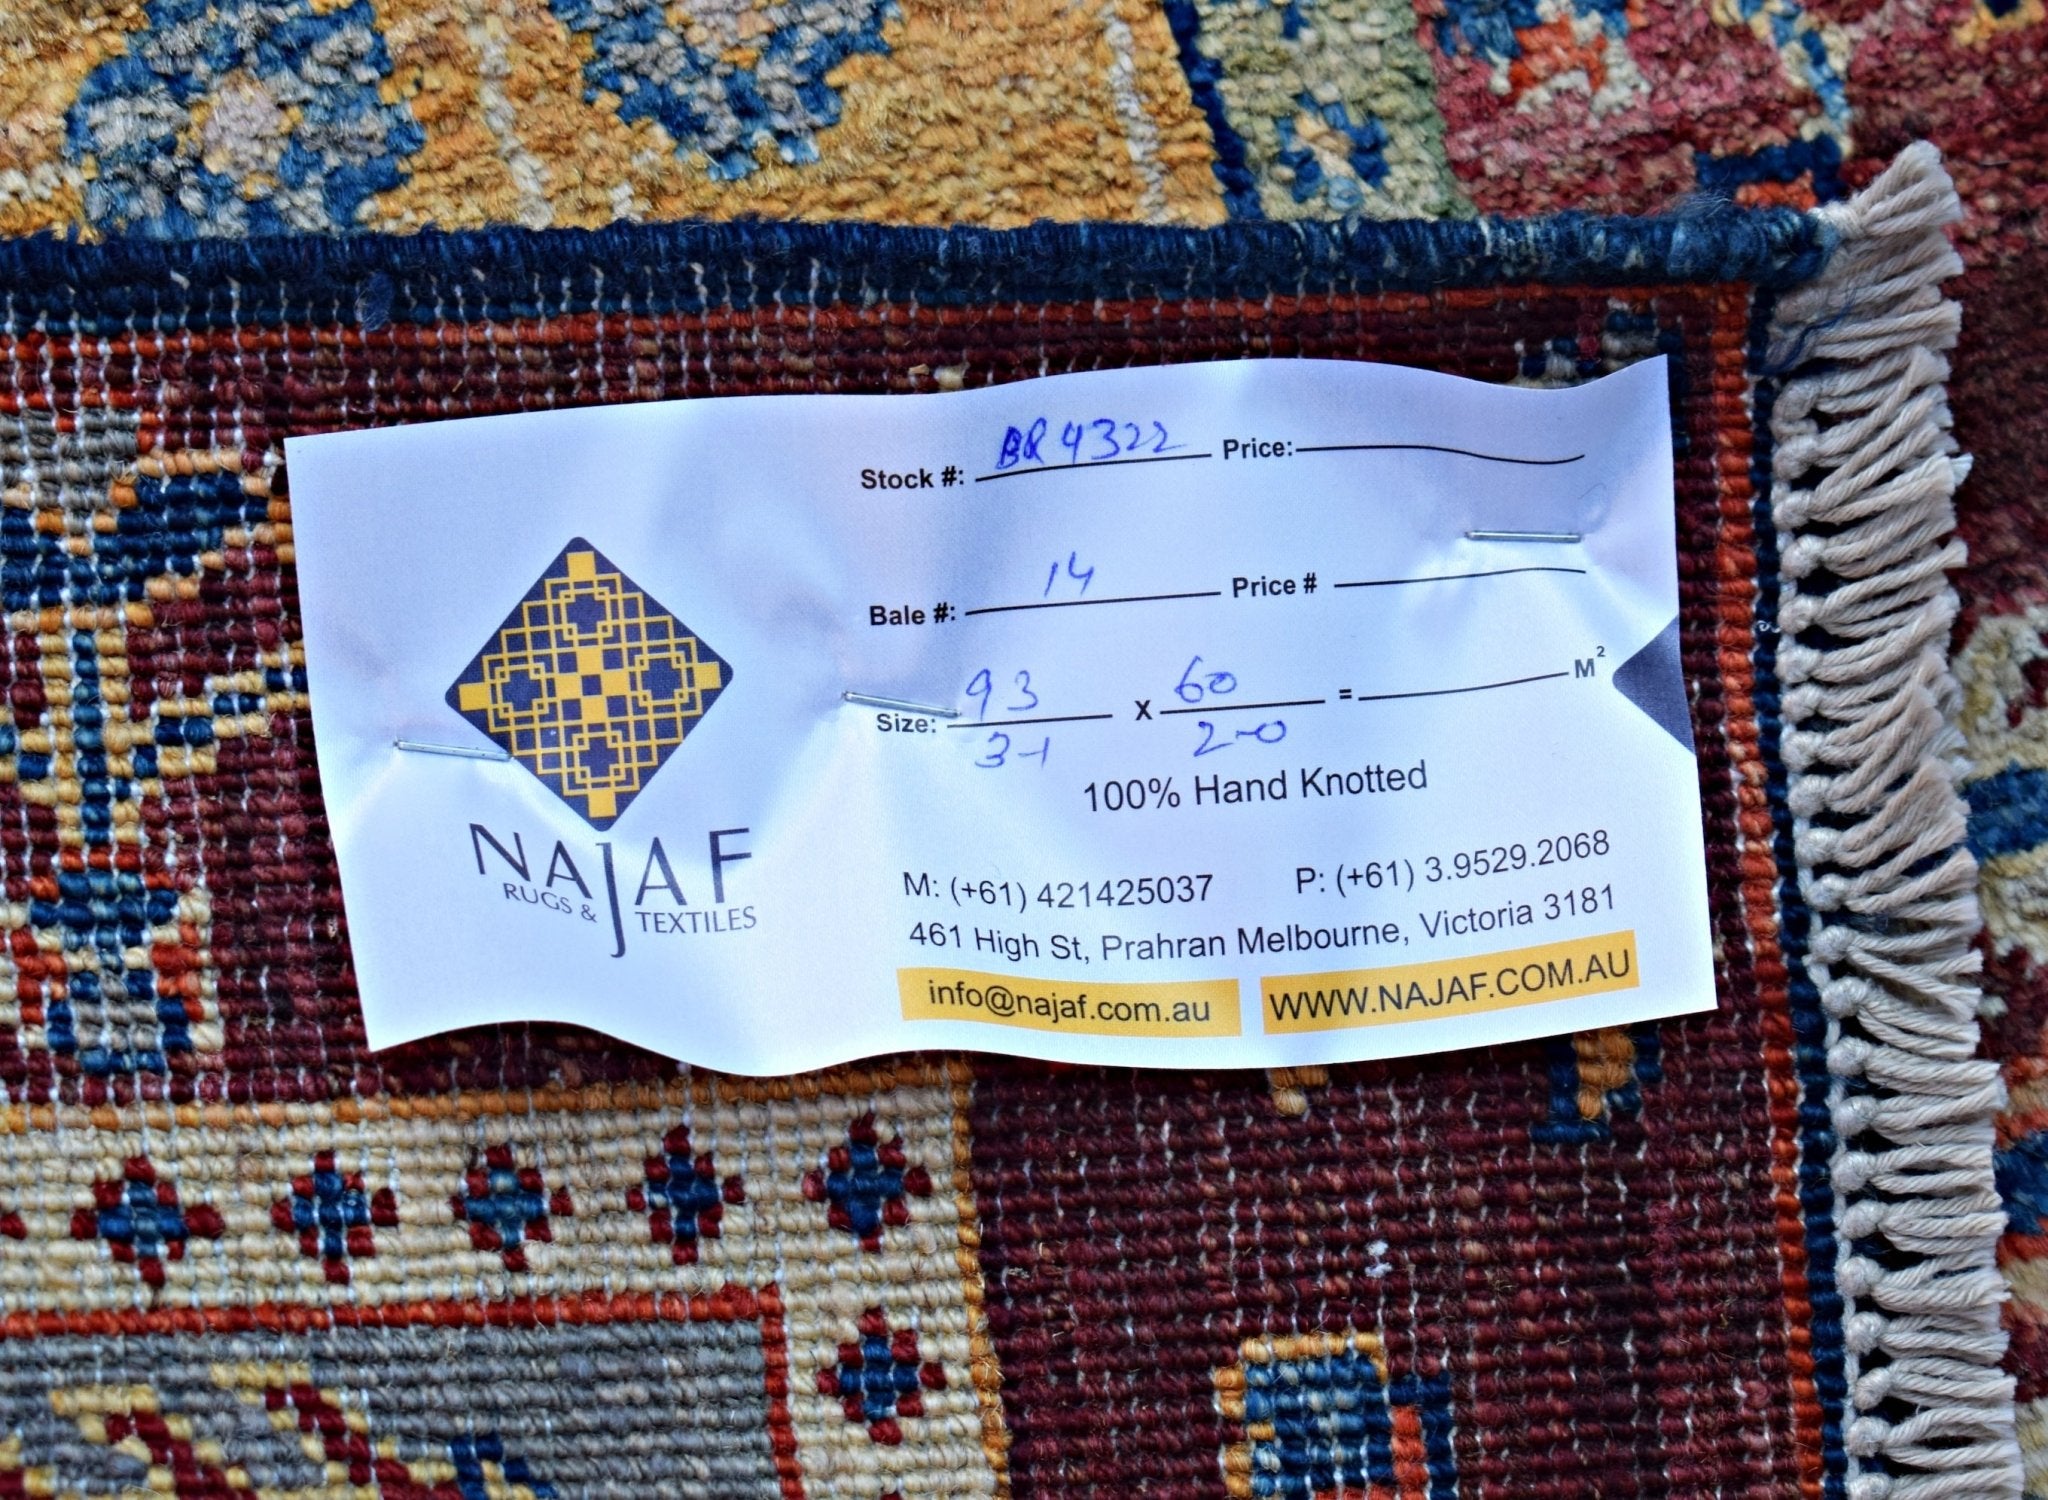 Stock #: BR4322 Price:
Bale #: 14 Price #
Size: 93 x 60 = M²
3-1 2-0
100% Hand Knotted
NAJAF
RUGS & TEXTILES
M: (+61) 421425037 P: (+61) 3.9529.2068
461 High St, Prahran Melbourne, Victoria 3181
info@najaf.com.au WWW.NAJAF.COM.AU